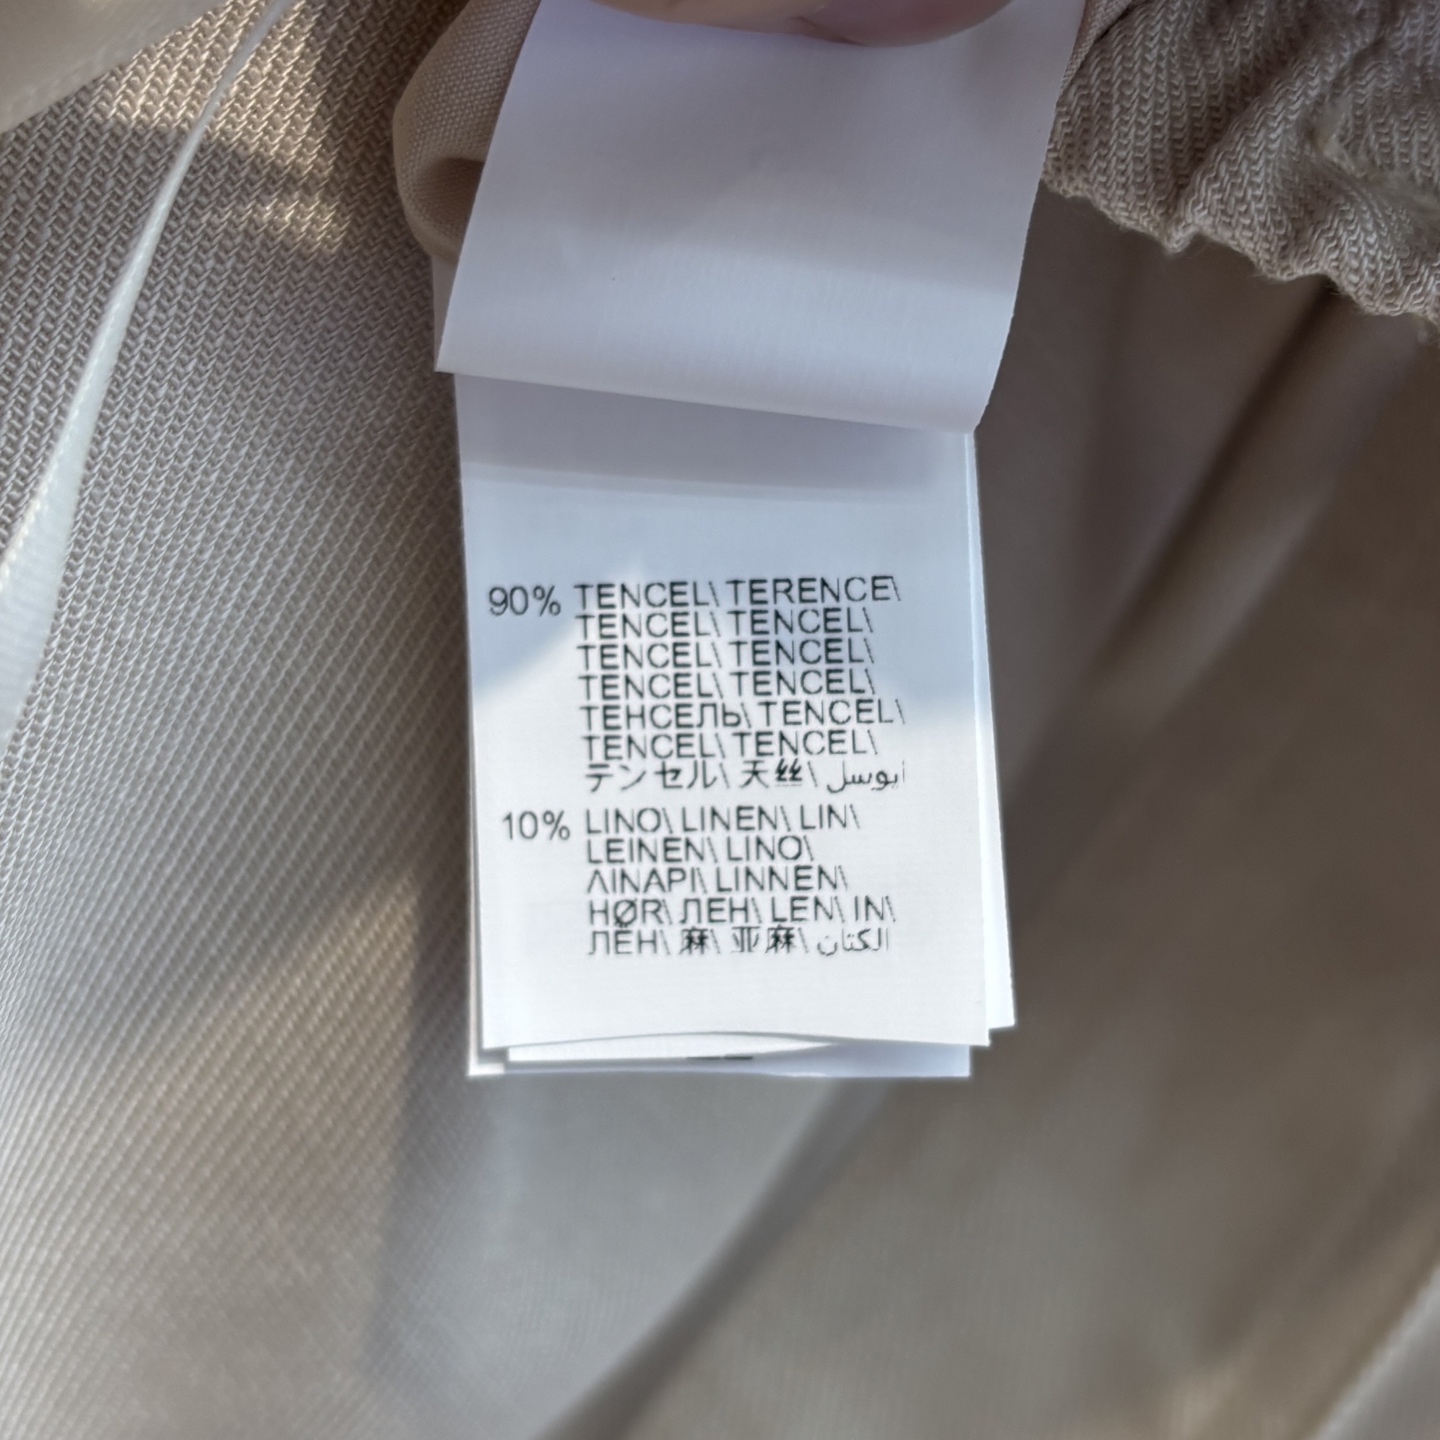 90% TENCEL\ TERENCE\
TENCEL\ TENCEL\
TENCEL\ TENCEL\
TENCEL\ TENCEL\
ТЕНСЕЛЬ\ TENCEL\
TENCEL\ TENCEL\
テンセル\ 天丝\ أيوسل
10% LINO\ LINEN\ LIN\
LEINEN\ LINO\
ΛΙΝΑΡΙ\ LINNEN\
HØR\ ЛЕН\ LEN\ IN\
ЛЁН\ 麻\ 亚麻\ الكتان